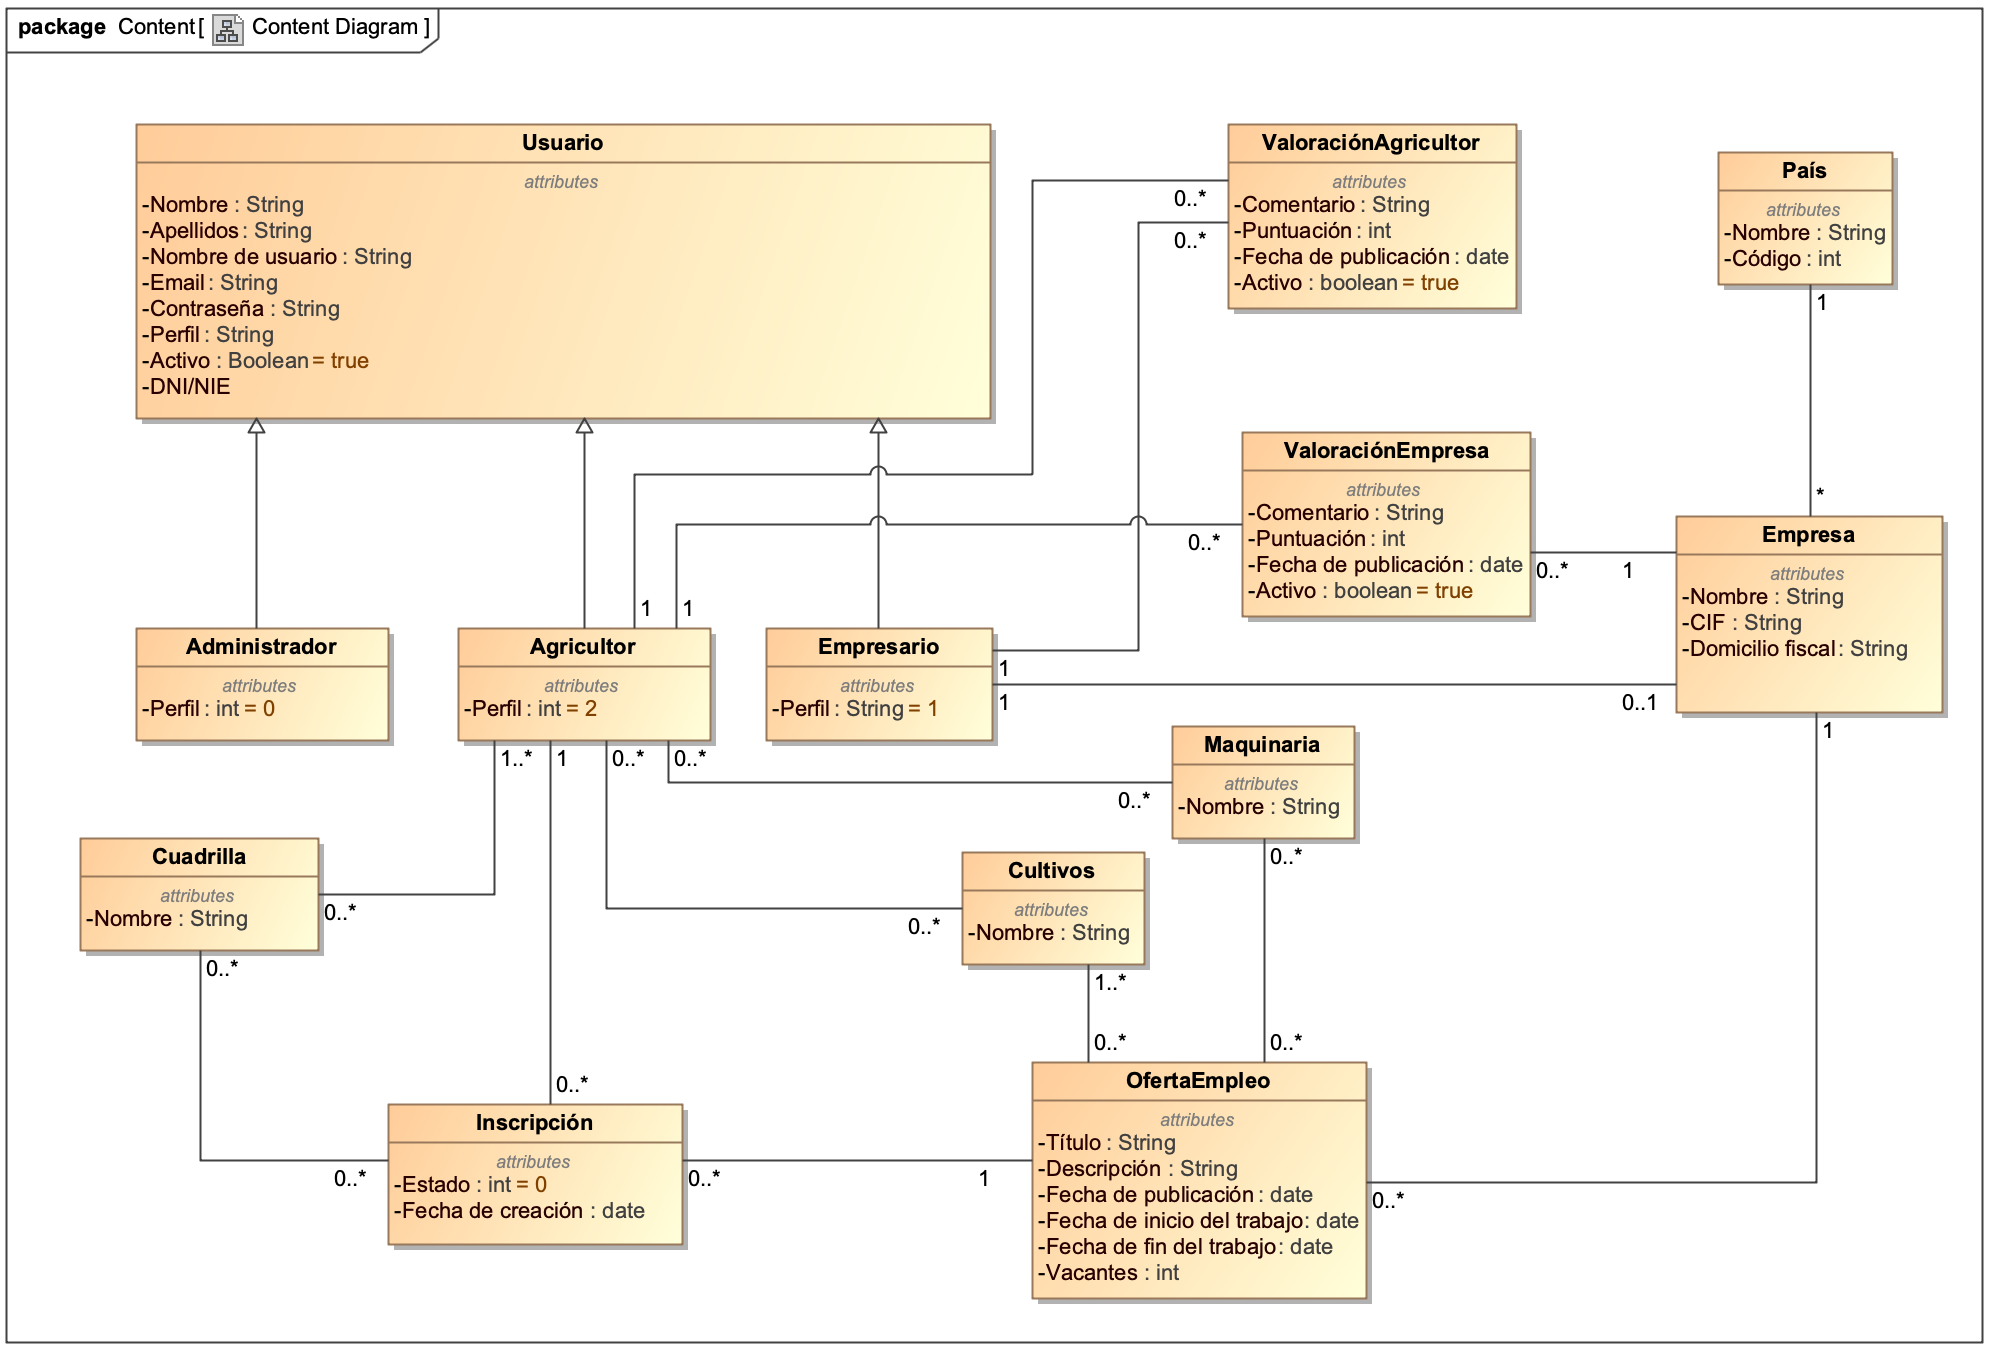 package Content[ Content Diagram ]
Usuario
attributes
-Nombre : String
-Apellidos : String
-Nombre de usuario : String
-Email : String
-Contraseña : String
-Perfil : String
-Activo : Boolean = true
-DNI/NIE
ValoraciónAgricultor
attributes
-Comentario : String
-Puntuación : int
-Fecha de publicación : date
-Activo : boolean = true
0..*
0..*
País
attributes
-Nombre : String
-Código : int
1
*
ValoraciónEmpresa
attributes
-Comentario : String
-Puntuación : int
-Fecha de publicación : date
-Activo : boolean = true
0..*
0..*
1
Empresa
attributes
-Nombre : String
-CIF : String
-Domicilio fiscal : String
1
1
Administrador
attributes
-Perfil : int = 0
Agricultor
attributes
-Perfil : int = 2
Empresario
attributes
-Perfil : String = 1
1
1
0..1
1
1..*
1
0..*
0..*
Maquinaria
attributes
-Nombre : String
0..*
0..*
Cuadrilla
attributes
-Nombre : String
0..*
0..*
Cultivos
attributes
-Nombre : String
0..*
1..*
0..*
0..*
0..*
Inscripción
attributes
-Estado : int = 0
-Fecha de creación : date
0..*
0..*
1
OfertaEmpleo
attributes
-Título : String
-Descripción : String
-Fecha de publicación : date
-Fecha de inicio del trabajo : date
-Fecha de fin del trabajo : date
-Vacantes : int
0..*